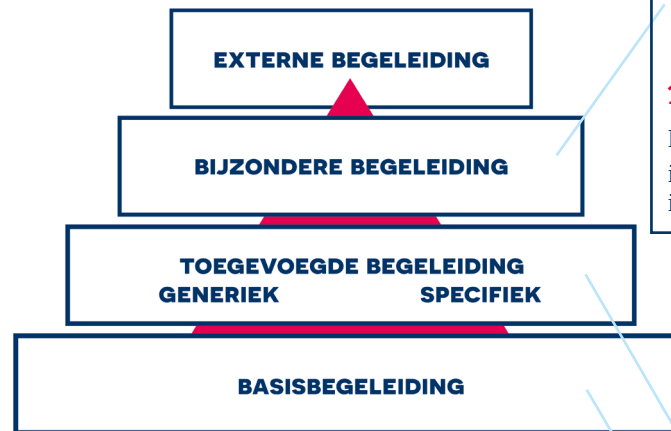 EXTERNE BEGELEIDING
BIJZONDERE BEGELEIDING
TOEGEVOEGDE BEGELEIDING
GENERIEK SPECIFIEK
BASISBEGELEIDING